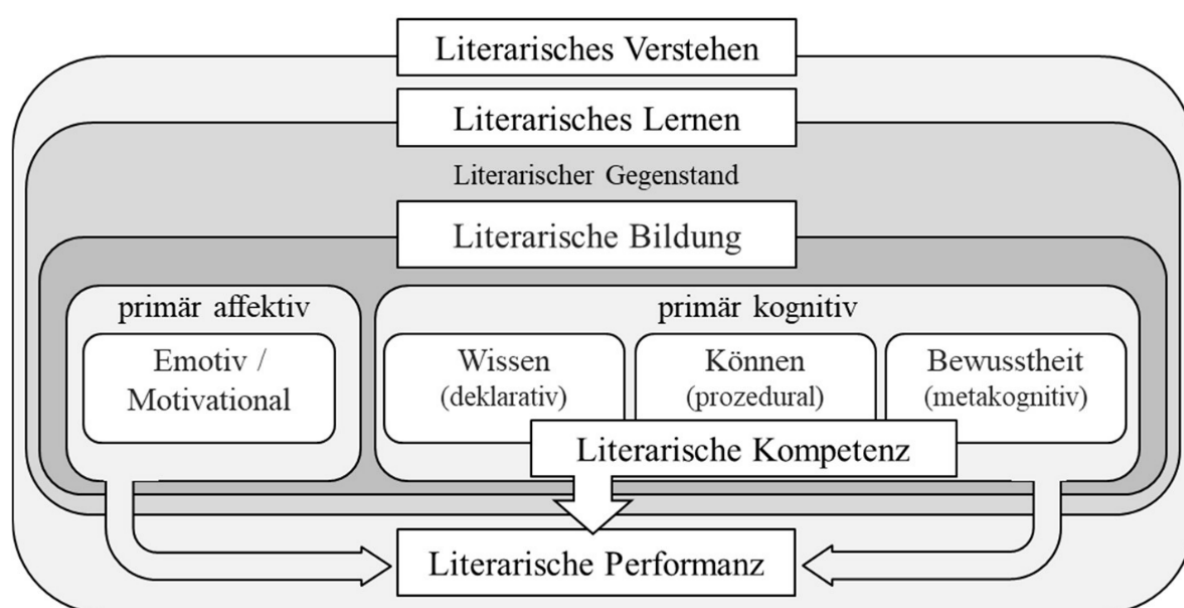 Literarisches Verstehen
Literarisches Lernen
Literarischer Gegenstand
Literarische Bildung
primär affektiv
Emotiv /
Motivational
primär kognitiv
Wissen
(deklarativ)
Können
(prozedural)
Bewusstheit
(metakognitiv)
Literarische Kompetenz
Literarische Performanz